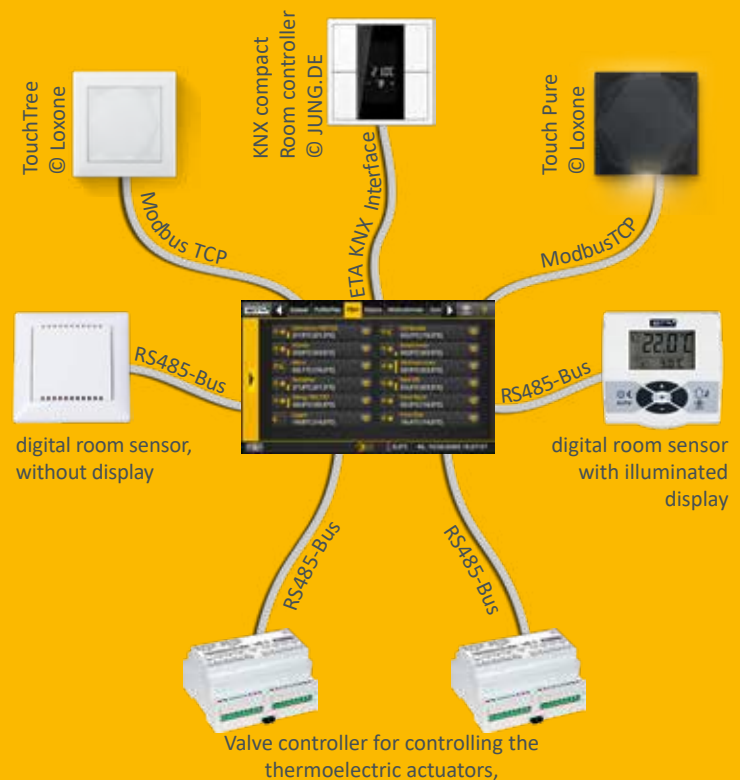 TouchTree
© Loxone
KNX compact
Room controller
© JUNG.DE
Touch Pure
© Loxone
Modbus TCP
ETA KNX Interface
ModbusTCP
RS485-Bus
RS485-Bus
22.0°C
digital room sensor,
without display
digital room sensor
with illuminated
display
RS485-Bus
RS485-Bus
Valve controller for controlling the
thermoelectric actuators,